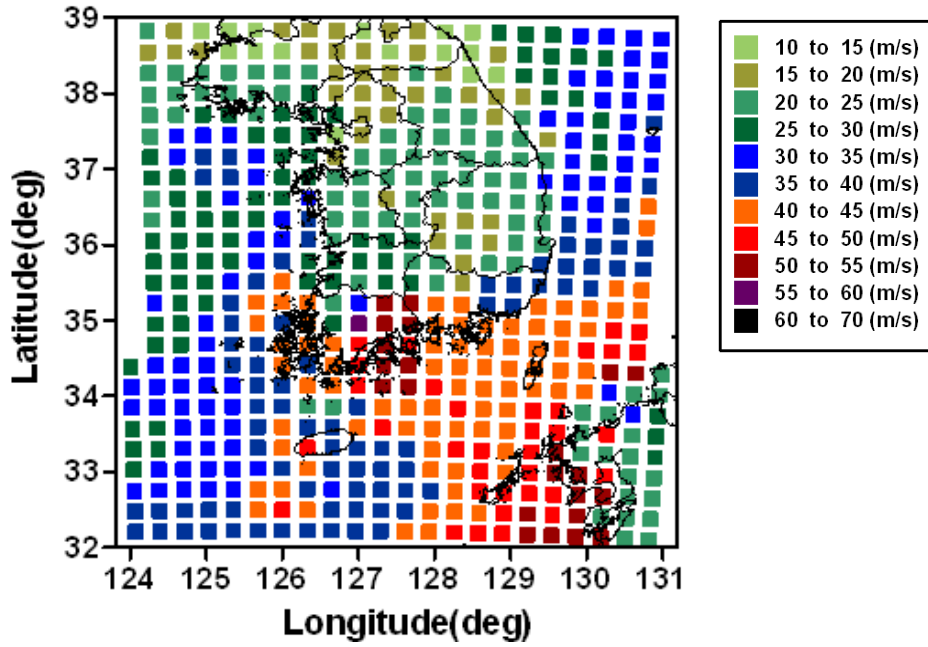 39
38
37
36
35
34
33
32
Latitude(deg)
124 125 126 127 128 129 130 131
Longitude(deg)
10 to 15 (m/s)
15 to 20 (m/s)
20 to 25 (m/s)
25 to 30 (m/s)
30 to 35 (m/s)
35 to 40 (m/s)
40 to 45 (m/s)
45 to 50 (m/s)
50 to 55 (m/s)
55 to 60 (m/s)
60 to 70 (m/s)